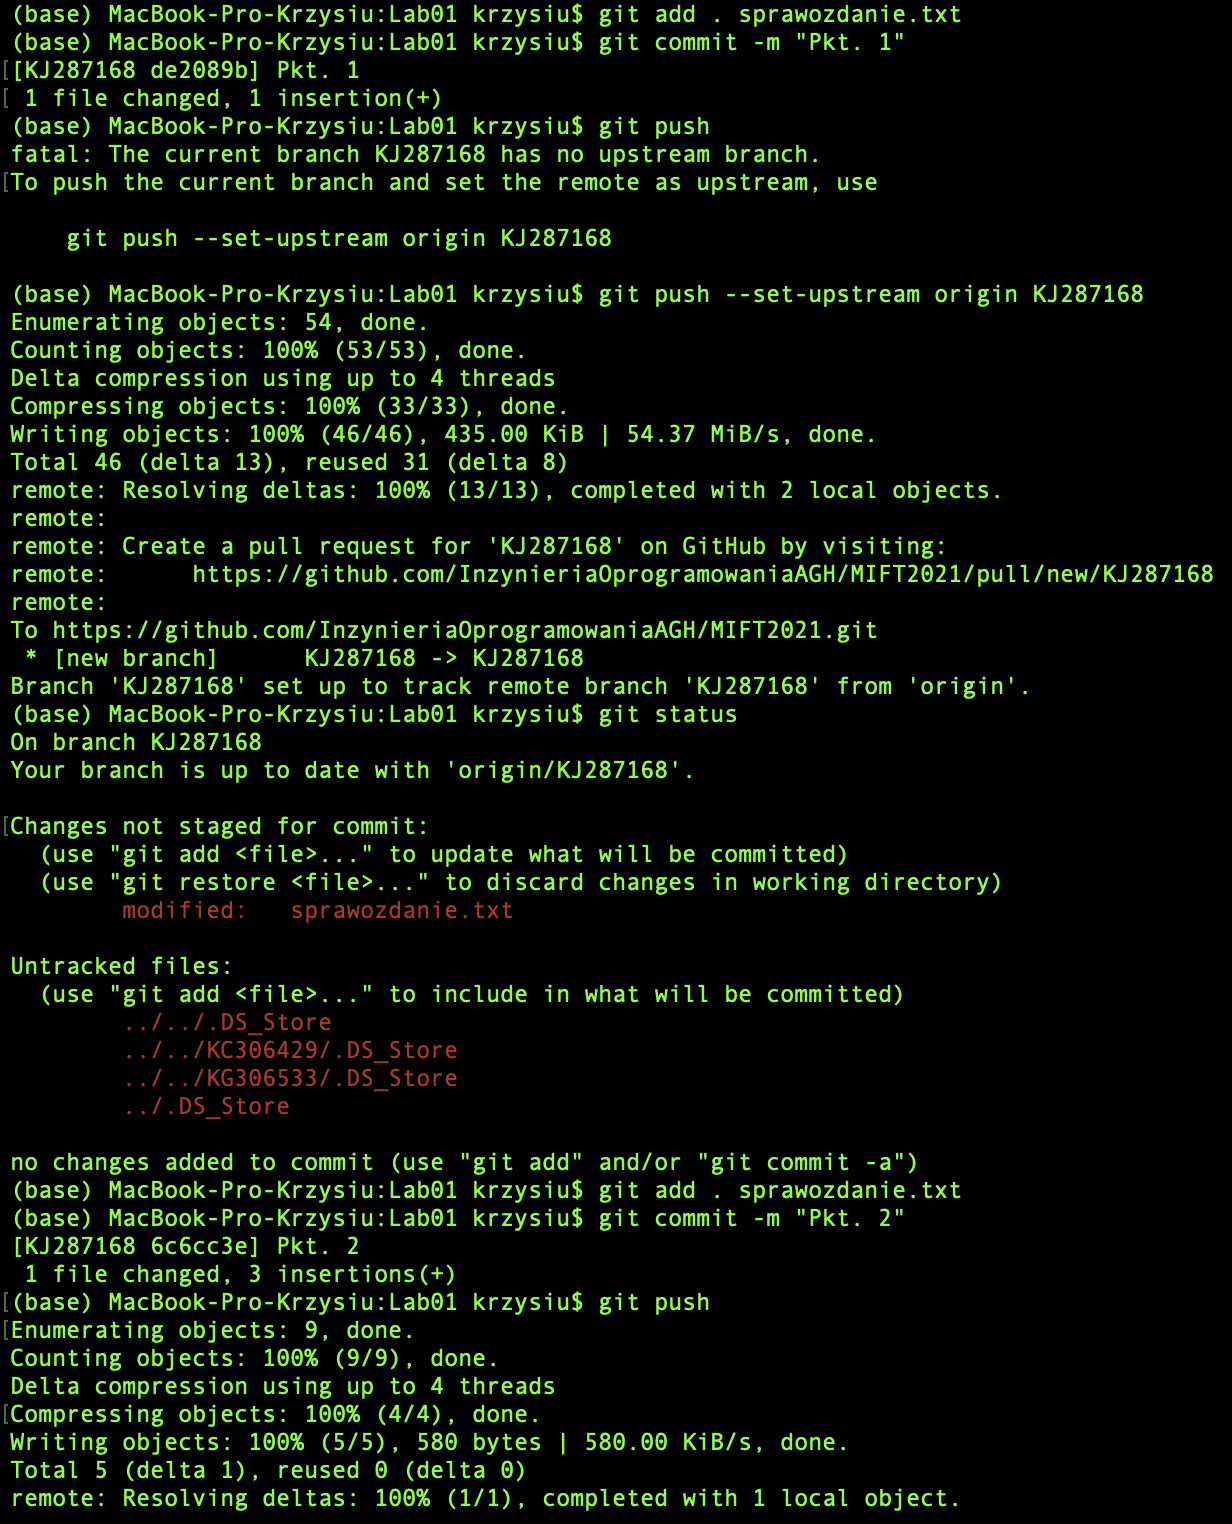 (base) MacBook-Pro-Krzysiu:Lab01 krzysiu$ git add . sprawozdanie.txt
(base) MacBook-Pro-Krzysiu:Lab01 krzysiu$ git commit -m "Pkt. 1"
[[KJ287168 de2089b] Pkt. 1
[ 1 file changed, 1 insertion(+)
(base) MacBook-Pro-Krzysiu:Lab01 krzysiu$ git push
fatal: The current branch KJ287168 has no upstream branch.
[To push the current branch and set the remote as upstream, use

    git push --set-upstream origin KJ287168

(base) MacBook-Pro-Krzysiu:Lab01 krzysiu$ git push --set-upstream origin KJ287168
Enumerating objects: 54, done.
Counting objects: 100% (53/53), done.
Delta compression using up to 4 threads
Compressing objects: 100% (33/33), done.
Writing objects: 100% (46/46), 435.00 KiB | 54.37 MiB/s, done.
Total 46 (delta 13), reused 31 (delta 8)
remote: Resolving deltas: 100% (13/13), completed with 2 local objects.
remote:
remote: Create a pull request for 'KJ287168' on GitHub by visiting:
remote:      https://github.com/InzynieriaOprogramowaniaAGH/MIFT2021/pull/new/KJ287168
remote:
To https://github.com/InzynieriaOprogramowaniaAGH/MIFT2021.git
 * [new branch]      KJ287168 -> KJ287168
Branch 'KJ287168' set up to track remote branch 'KJ287168' from 'origin'.
(base) MacBook-Pro-Krzysiu:Lab01 krzysiu$ git status
On branch KJ287168
Your branch is up to date with 'origin/KJ287168'.

[Changes not staged for commit:
  (use "git add <file>..." to update what will be committed)
  (use "git restore <file>..." to discard changes in working directory)
        modified:   sprawozdanie.txt

Untracked files:
  (use "git add <file>..." to include in what will be committed)
        ../../.DS_Store
        ../../KC306429/.DS_Store
        ../../KG306533/.DS_Store
        ../.DS_Store

no changes added to commit (use "git add" and/or "git commit -a")
(base) MacBook-Pro-Krzysiu:Lab01 krzysiu$ git add . sprawozdanie.txt
(base) MacBook-Pro-Krzysiu:Lab01 krzysiu$ git commit -m "Pkt. 2"
[KJ287168 6c6cc3e] Pkt. 2
 1 file changed, 3 insertions(+)
[(base) MacBook-Pro-Krzysiu:Lab01 krzysiu$ git push
[Enumerating objects: 9, done.
Counting objects: 100% (9/9), done.
Delta compression using up to 4 threads
[Compressing objects: 100% (4/4), done.
Writing objects: 100% (5/5), 580 bytes | 580.00 KiB/s, done.
Total 5 (delta 1), reused 0 (delta 0)
remote: Resolving deltas: 100% (1/1), completed with 1 local object.